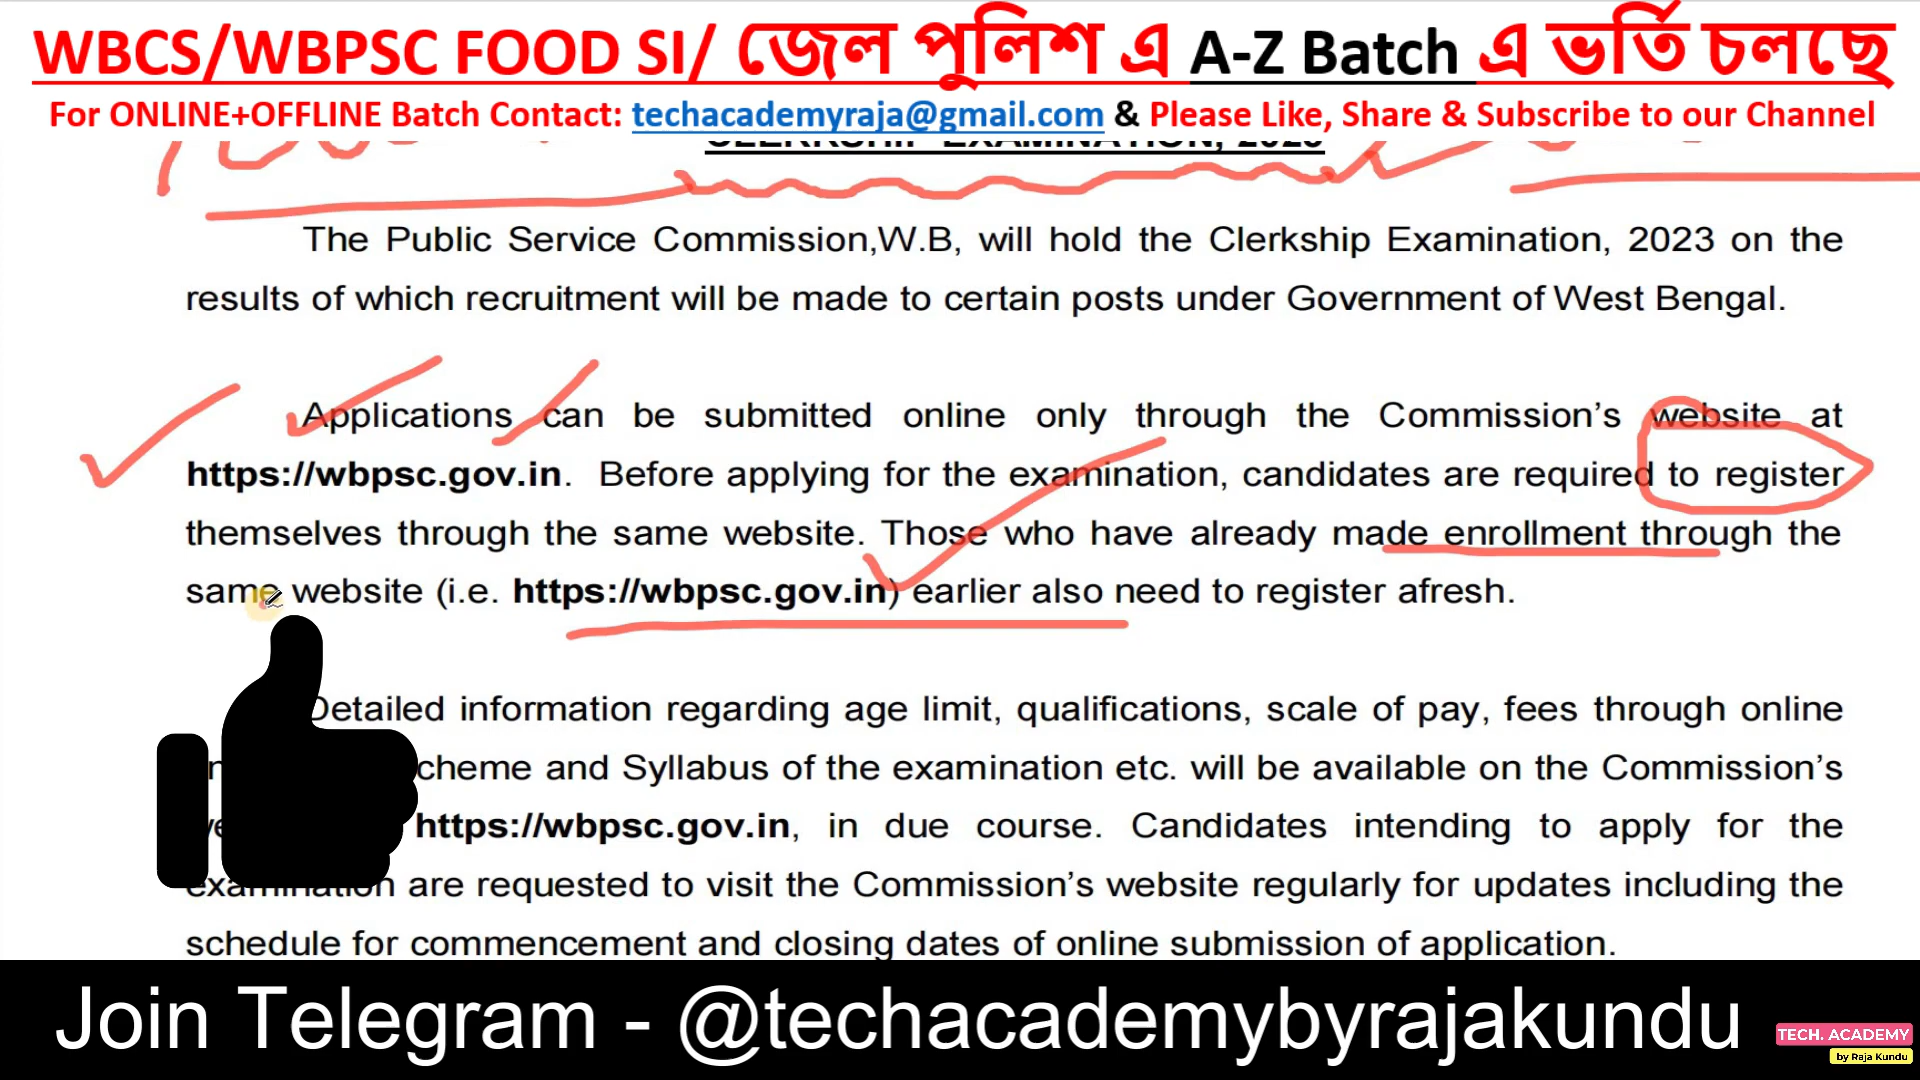 WBCS/WBPSC FOOD SI/ জেল পুলিশ এ A-Z Batch এ ভর্তি চলছে
For ONLINE+OFFLINE Batch Contact: techacademyraja@gmail.com & Please Like, Share & Subscribe to our Channel
CLERKSHIP EXAMINATION, 2023
The Public Service Commission,W.B, will hold the Clerkship Examination, 2023 on the
results of which recruitment will be made to certain posts under Government of West Bengal.
Applications can be submitted online only through the Commission’s website at
https://wbpsc.gov.in. Before applying for the examination, candidates are required to register
themselves through the same website. Those who have already made enrollment through the
same website (i.e. https://wbpsc.gov.in) earlier also need to register afresh.
Detailed information regarding age limit, qualifications, scale of pay, fees through online
and Syllabus of the examination etc. will be available on the Commission’s
https://wbpsc.gov.in, in due course. Candidates intending to apply for the
examination are requested to visit the Commission’s website regularly for updates including the
schedule for commencement and closing dates of online submission of application.
Join Telegram - @techacademybyrajakundu
TECH. ACADEMY
by Raja Kundu